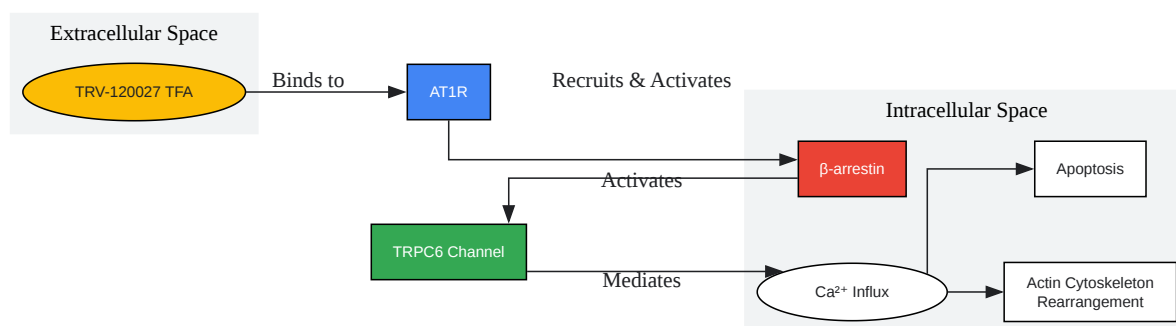 Extracellular Space
TRV-120027 TFA
Binds to
AT1R
Recruits & Activates
Intracellular Space
β-arrestin
Apoptosis
Activates
TRPC6 Channel
Mediates
Ca²⁺ Influx
Actin Cytoskeleton
Rearrangement